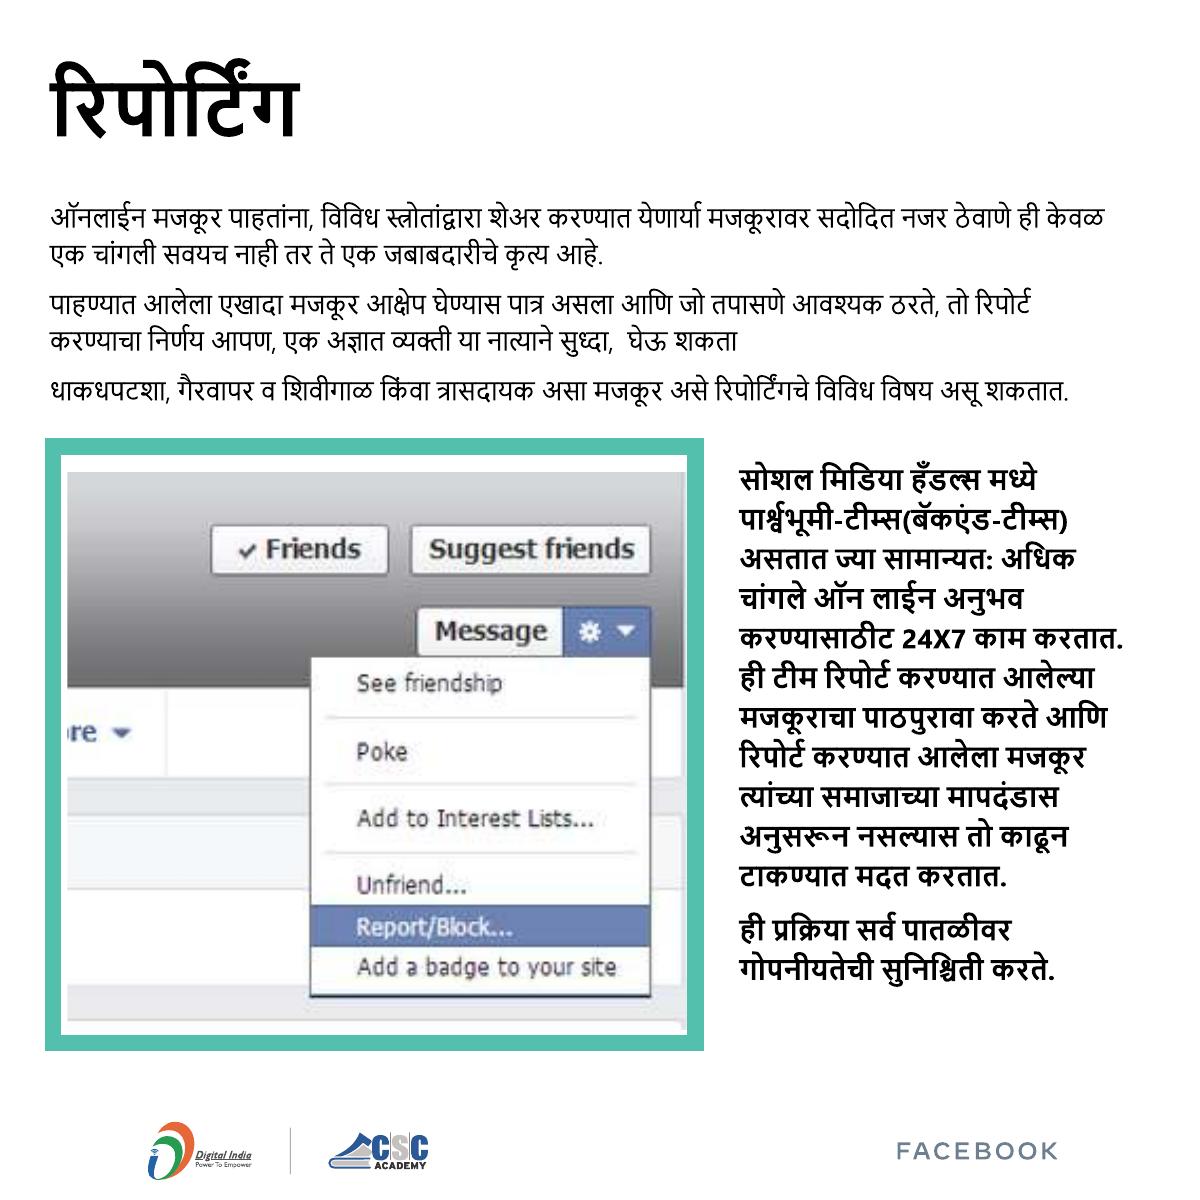 रिपोर्टिंग
ऑनलाईन मजकूर पाहतांना, विविध स्त्रोतांद्वारा शेअर करण्यात येणार्या मजकूरावर सदोदित नजर ठेवाणे ही केवळ
एक चांगली सवयच नाही तर ते एक जबाबदारीचे कृत्य आहे.
पाहण्यात आलेला एखादा मजकूर आक्षेप घेण्यास पात्र असला आणि जो तपासणे आवश्यक ठरते, तो रिपोर्ट
करण्याचा निर्णय आपण, एक अज्ञात व्यक्ती या नात्याने सुध्दा, घेऊ शकता
धाकधपटशा, गैरवापर व शिवीगाळ किंवा त्रासदायक असा मजकूर असे रिपोर्टिंगचे विविध विषय असू शकतात.
✓ Friends
Suggest friends
Message
See friendship
re
Poke
Add to Interest Lists...
Unfriend...
Report/Block...
Add a badge to your site
सोशल मिडिया हँडल्स मध्ये
पार्श्वभूमी-टीम्स(बॅकएंड-टीम्स)
असतात ज्या सामान्यत: अधिक
चांगले ऑन लाईन अनुभव
करण्यासाठीट 24X7 काम करतात.
ही टीम रिपोर्ट करण्यात आलेल्या
मजकूराचा पाठपुरावा करते आणि
रिपोर्ट करण्यात आलेला मजकूर
त्यांच्या समाजाच्या मापदंडास
अनुसरून नसल्यास तो काढून
टाकण्यात मदत करतात.
ही प्रक्रिया सर्व पातळीवर
गोपनीयतेची सुनिश्चिती करते.
Digital India
Power To Empower
CSC
ACADEMY
FACEBOOK